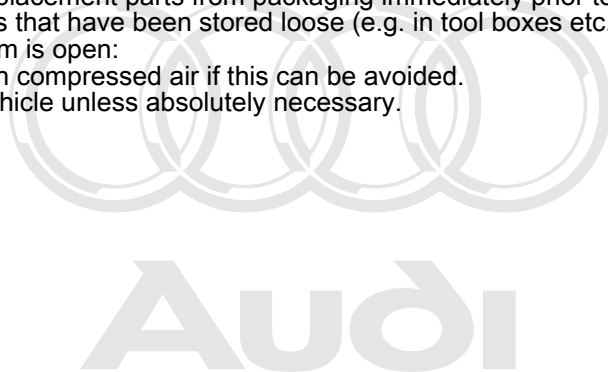 placement parts from packaging immediately prior to
s that have been stored loose (e.g. in tool boxes etc.
m is open:
n compressed air if this can be avoided.
ehicle unless absolutely necessary.
Audi